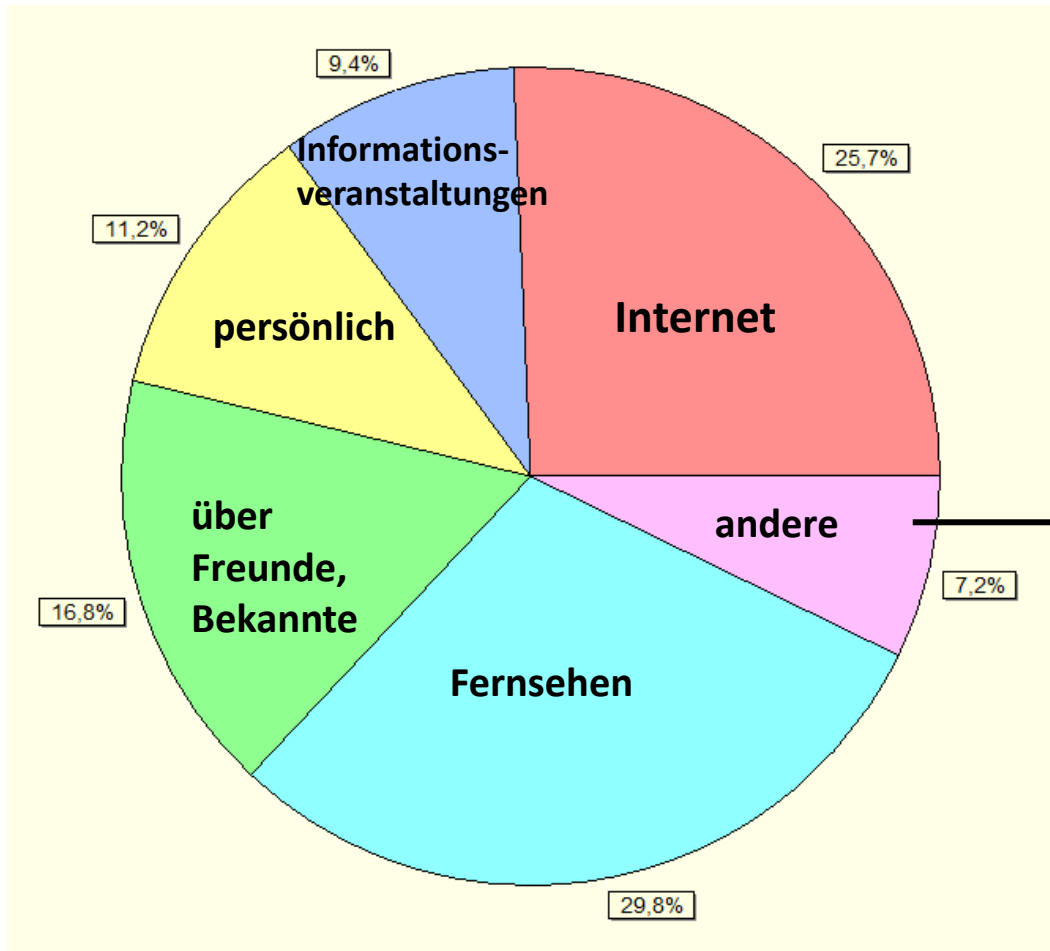 9,4%
Informations-
veranstaltungen
25,7%
11,2%
persönlich
Internet
über
Freunde,
Bekannte
16,8%
andere
7,2%
Fernsehen
29,8%